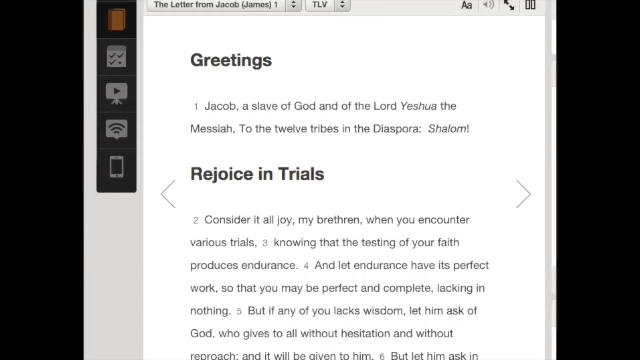 The Letter from Jacob (James) 1 TLV Aa
Greetings
1 Jacob, a slave of God and of the Lord Yeshua the
Messiah, To the twelve tribes in the Diaspora: Shalom!
Rejoice in Trials
2 Consider it all joy, my brethren, when you encounter
various trials, 3 knowing that the testing of your faith
produces endurance. 4 And let endurance have its perfect
work, so that you may be perfect and complete, lacking in
nothing. 5 But if any of you lacks wisdom, let him ask of
God, who gives to all without hesitation and without
reproach; and it will be given to him. 6 But let him ask in